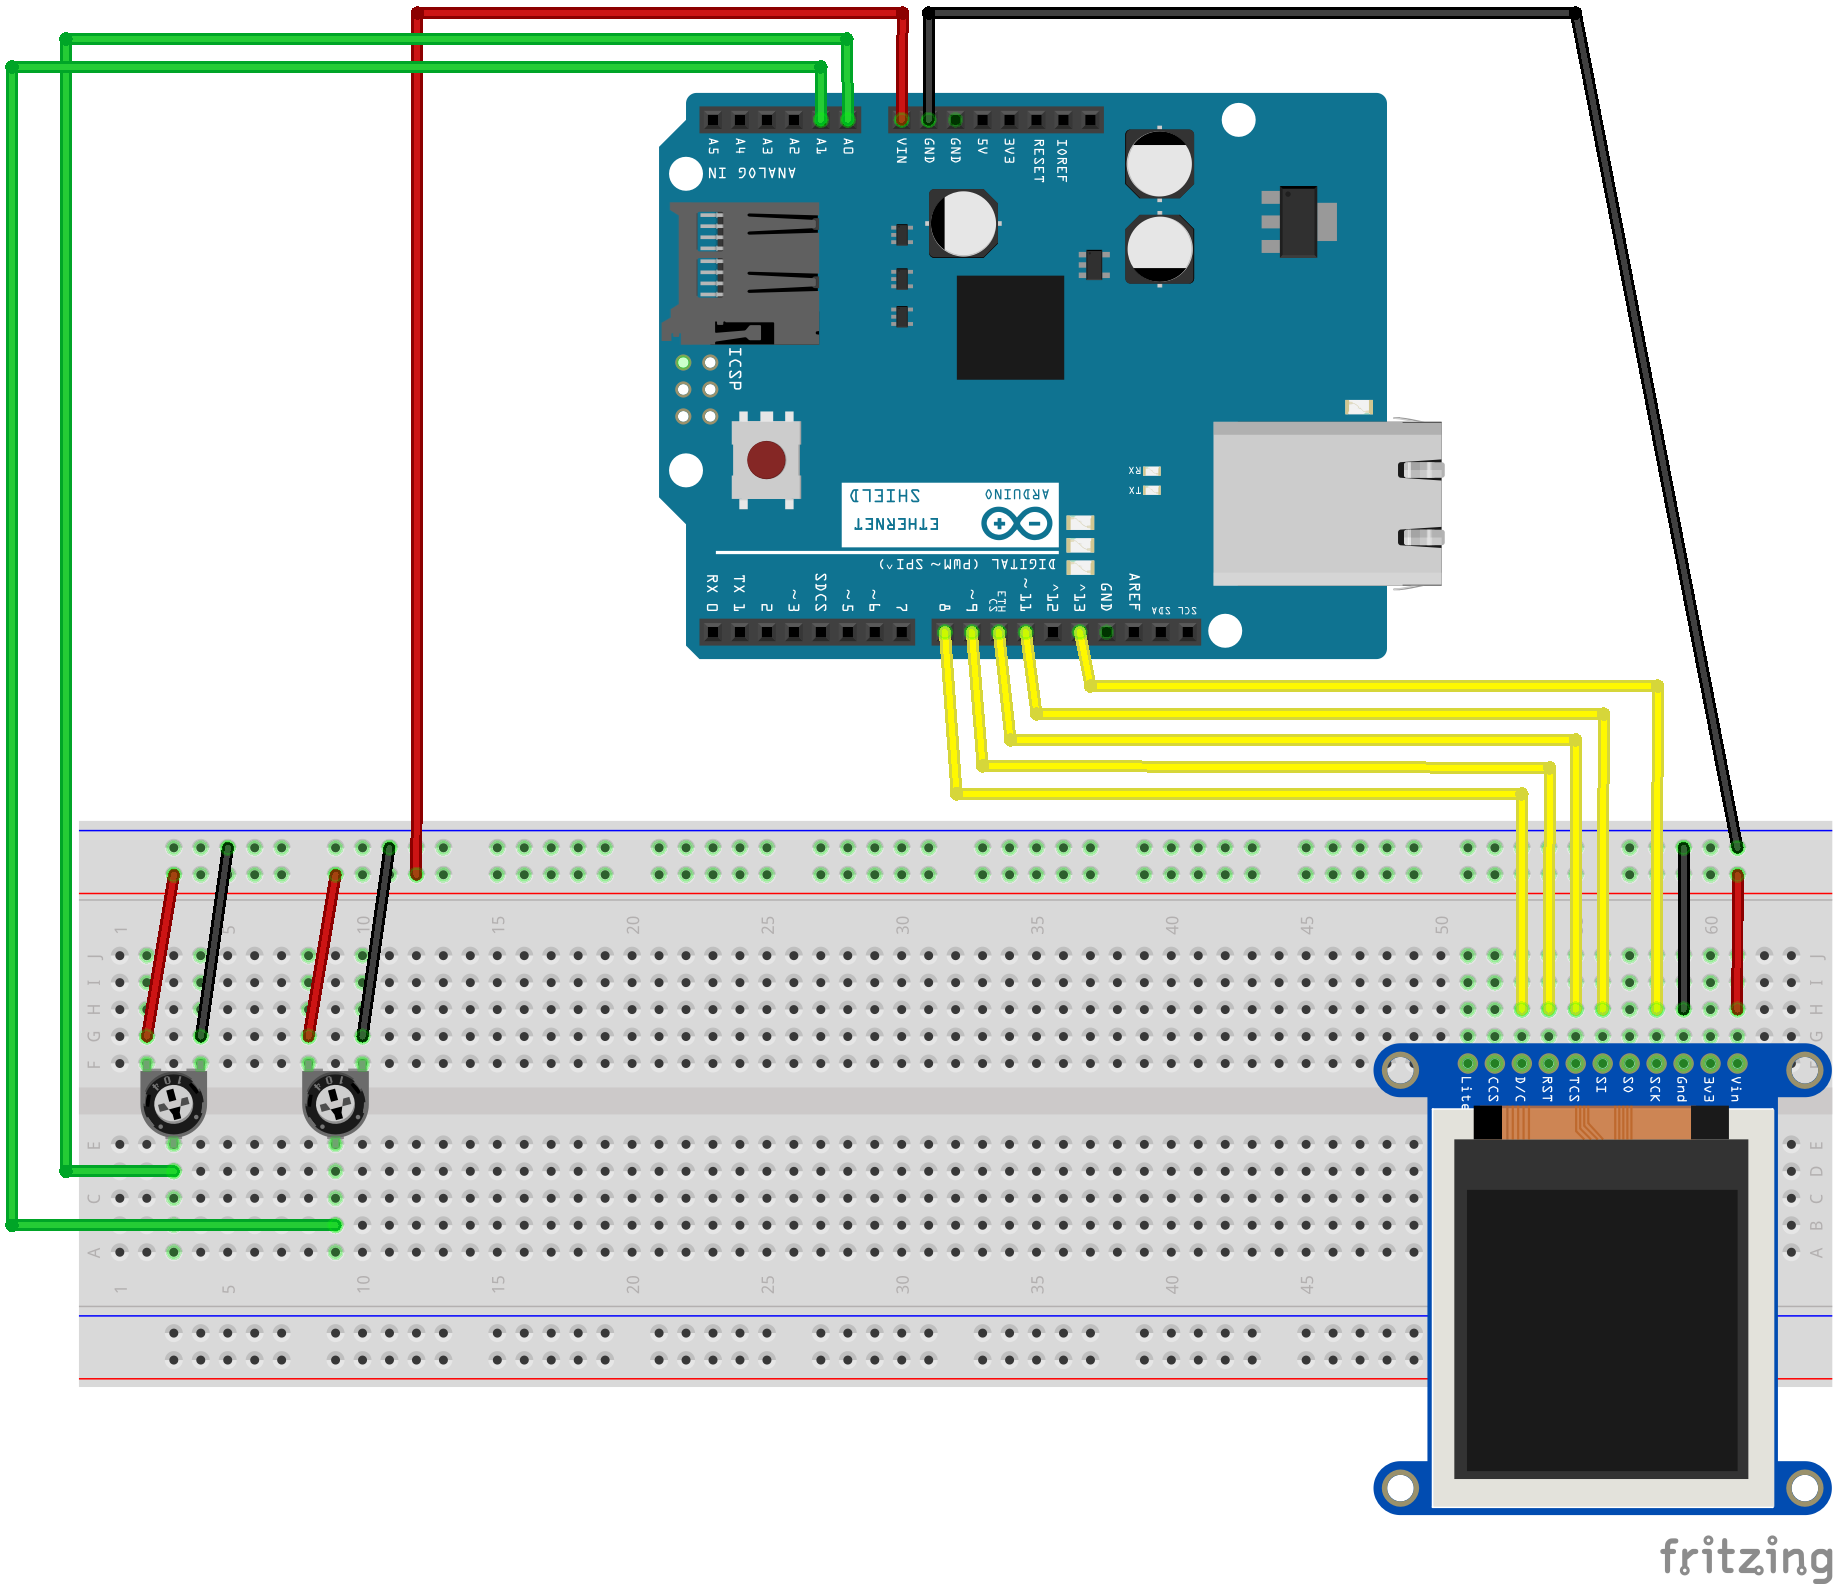 A5 A4 A3 A2 A1 A0 VIN GND GND 5V 3V3 RESET IOREF
ANALOG IN
ICSP
RX
TX
SHIELD ARDUINO
ETHERNET
DIGITAL (PWM~ SPI^)
RX 0 TX 1 2 ~3 SDCS ~5 ~6 7 8 ~9 ETH CS ~11 ^12 ^13 GND AREF SDA SCL
1 5 10 15 20 25 30 35 40 45 50 60
J J
I I
H H
G G
F
Lite CCS D/C RST TCS SI SO SCK Gnd 3v3 Vin
104 104
E E
D
C C
B
A A
1 5 10 15 20 25 30 35 40 45
fritzing